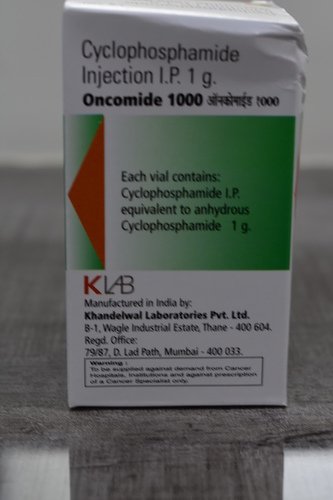 Cyclophosphamide
Injection I.P. 1 g.
Oncomide 1000 ऑनकोमाईड १०००
Each vial contains:
Cyclophosphamide I.P.
equivalent to anhydrous
Cyclophosphamide 1 g.
KLAB
Manufactured in India by:
Khandelwal Laboratories Pvt. Ltd.
B-1, Wagle Industrial Estate, Thane - 400 604.
Regd. Office:
79/87, D. Lad Path, Mumbai - 400 033.
Warning :
To be supplied against demand from Cancer
Hospitals, Institutions and against prescription
of a Cancer Specialist only.